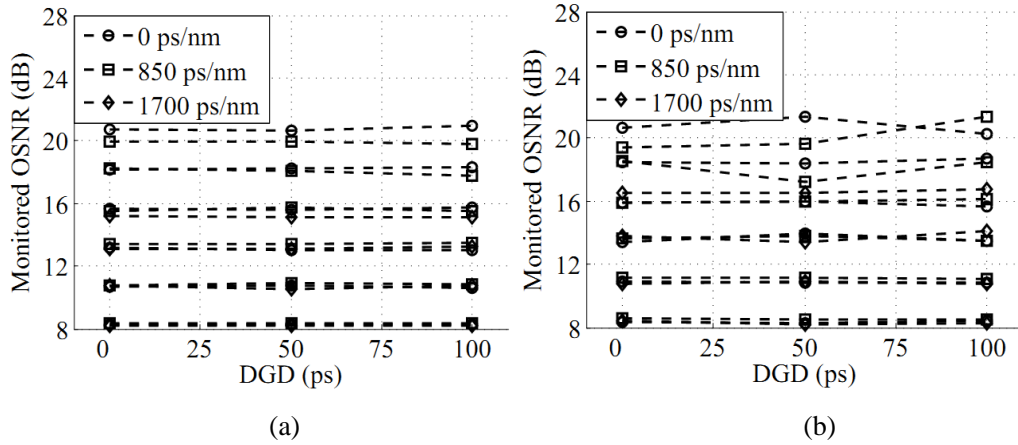 28
24
20
16
12
8
Monitored OSNR (dB)
0 ps/nm
850 ps/nm
1700 ps/nm
0
25
50
75
100
DGD (ps)
(a)
28
24
20
16
12
8
Monitored OSNR (dB)
0 ps/nm
850 ps/nm
1700 ps/nm
0
25
50
75
100
DGD (ps)
(b)